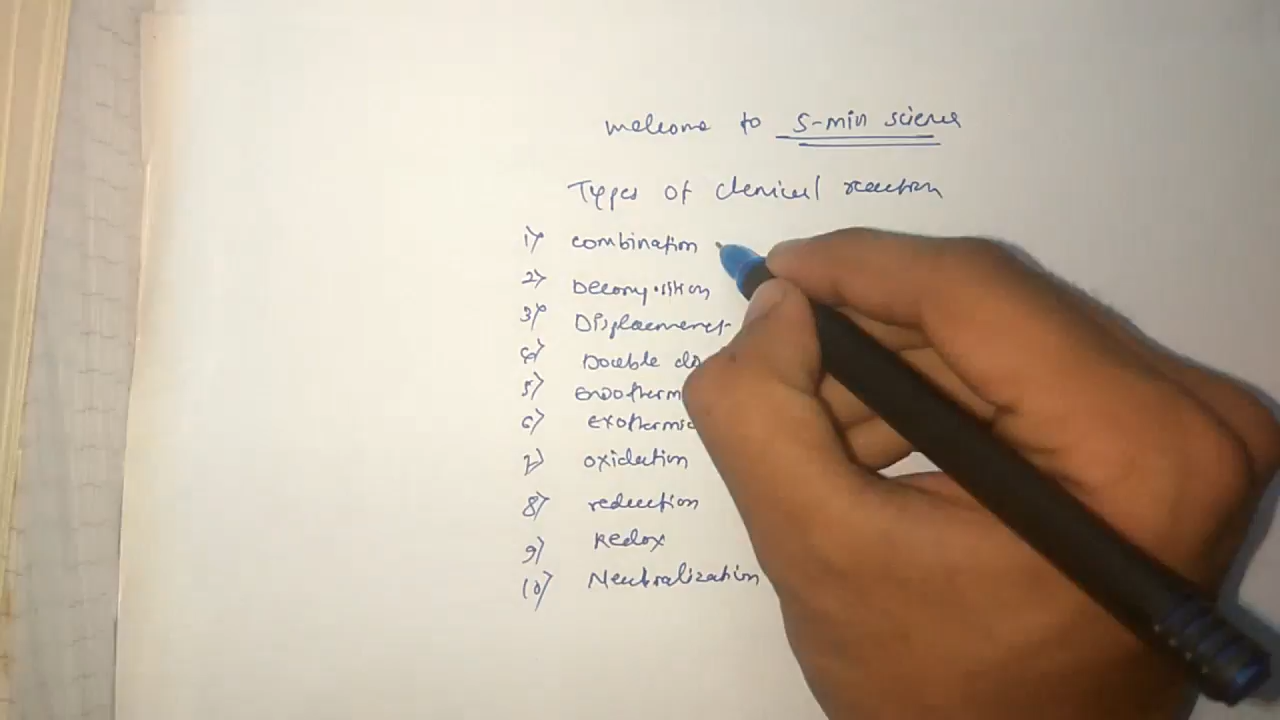 Welcome to 5-min science
Types of chemical reaction
1) combination
2) Decomposition
3) Displacement
4) Double
5) Endotherm
6) exothermic
7) oxidation
8) reduction
9) Redox
10) Neutralization